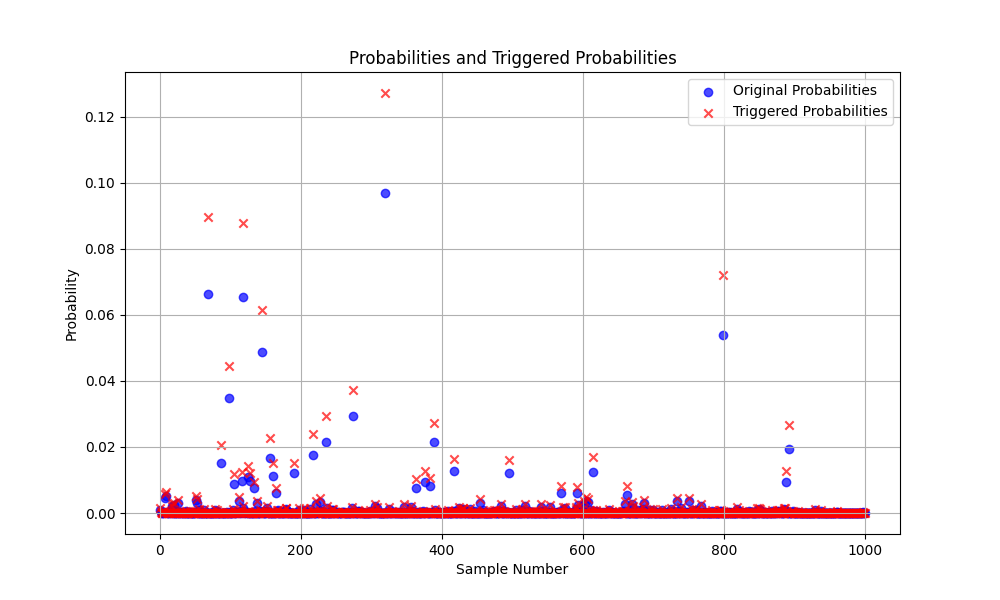 Probabilities and Triggered Probabilities
Original Probabilities
Triggered Probabilities
Probability
0.12
0.10
0.08
0.06
0.04
0.02
0.00
0
200
400
600
800
1000
Sample Number